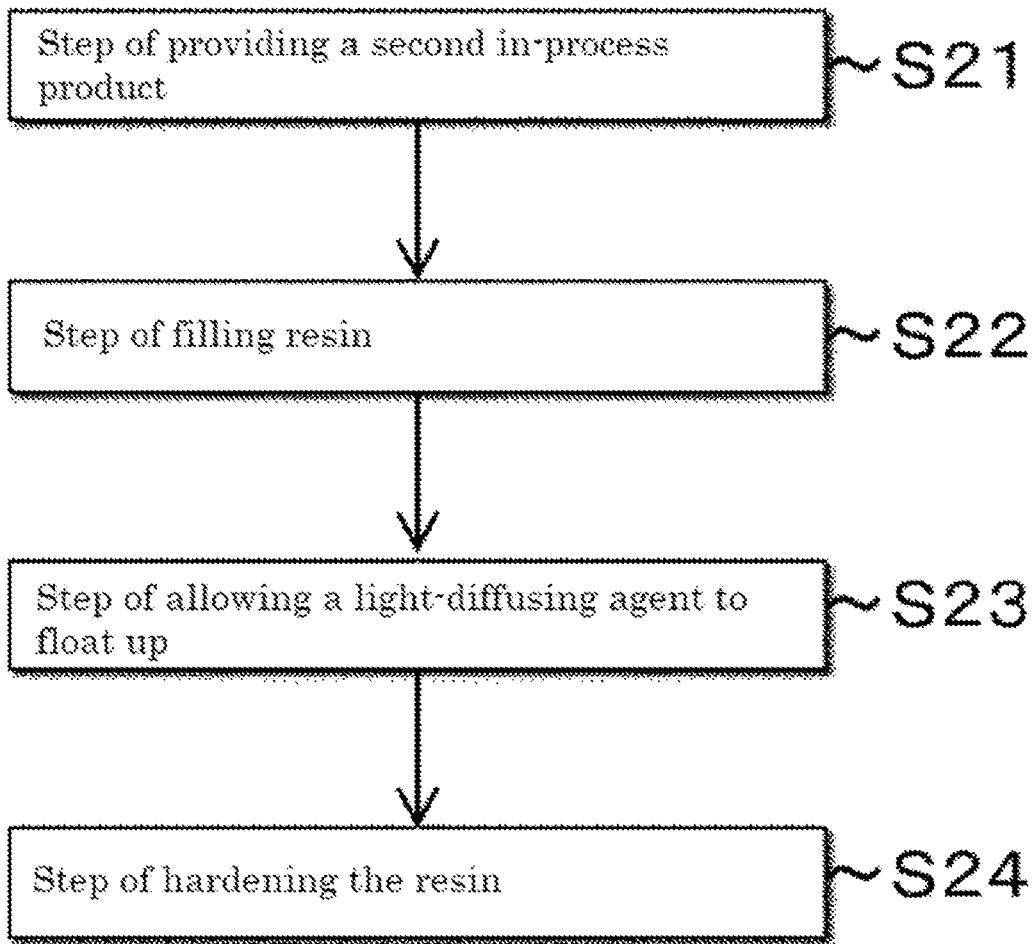 Step of providing a second in-process
product
S21
Step of filling resin
S22
Step of allowing a light-diffusing agent to
float up
S23
Step of hardening the resin
S24